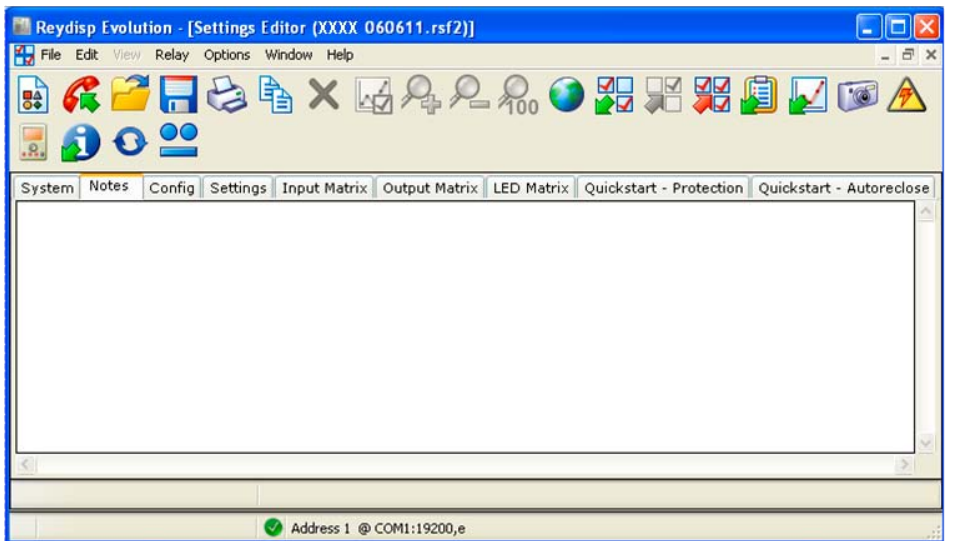 Reydisp Evolution - [Settings Editor (XXXX 060611.rsf2)]
File Edit View Relay Options Window Help
100
System Notes Config Settings Input Matrix Output Matrix LED Matrix Quickstart - Protection Quickstart - Autoreclose
Address 1 @ COM1:19200,e